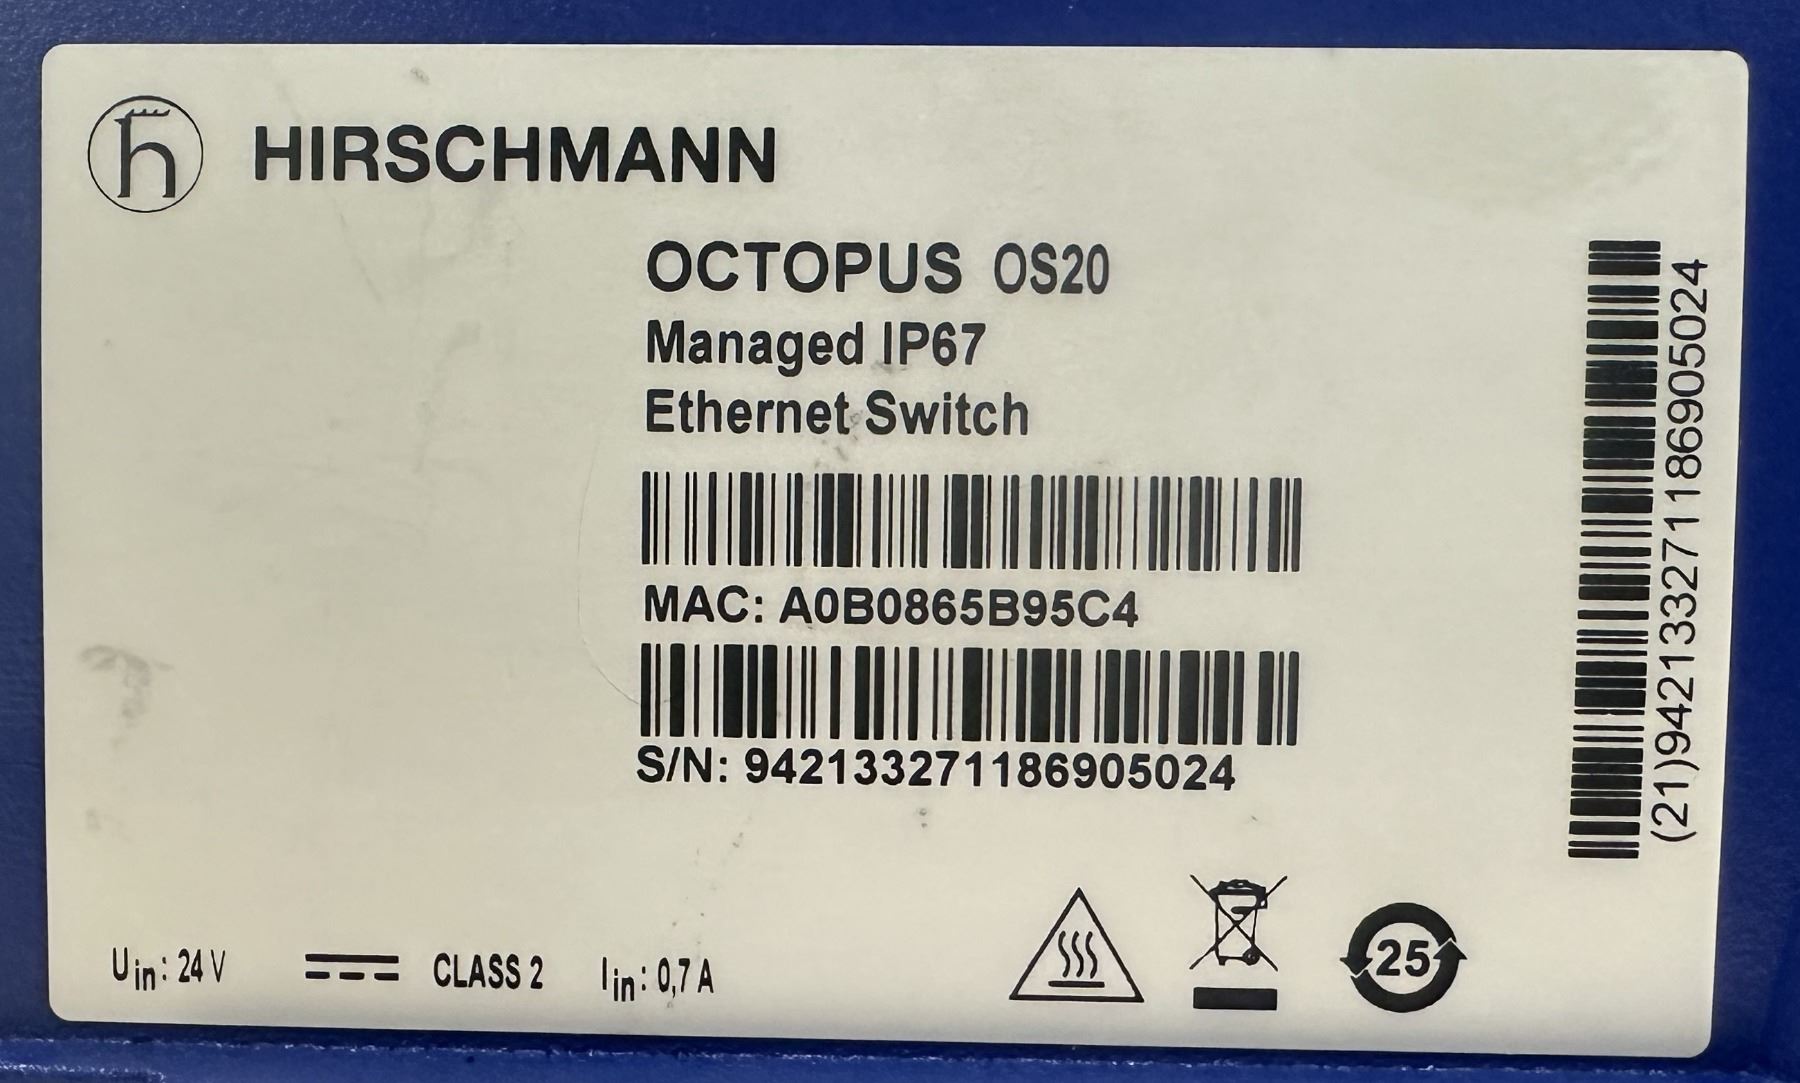 HIRSCHMANN
OCTOPUS OS20
Managed IP67
Ethernet Switch
MAC: A0B0865B95C4
S/N: 942133271186905024
(21)942133271186905024
Uin: 24 V CLASS 2 Iin: 0,7 A
25